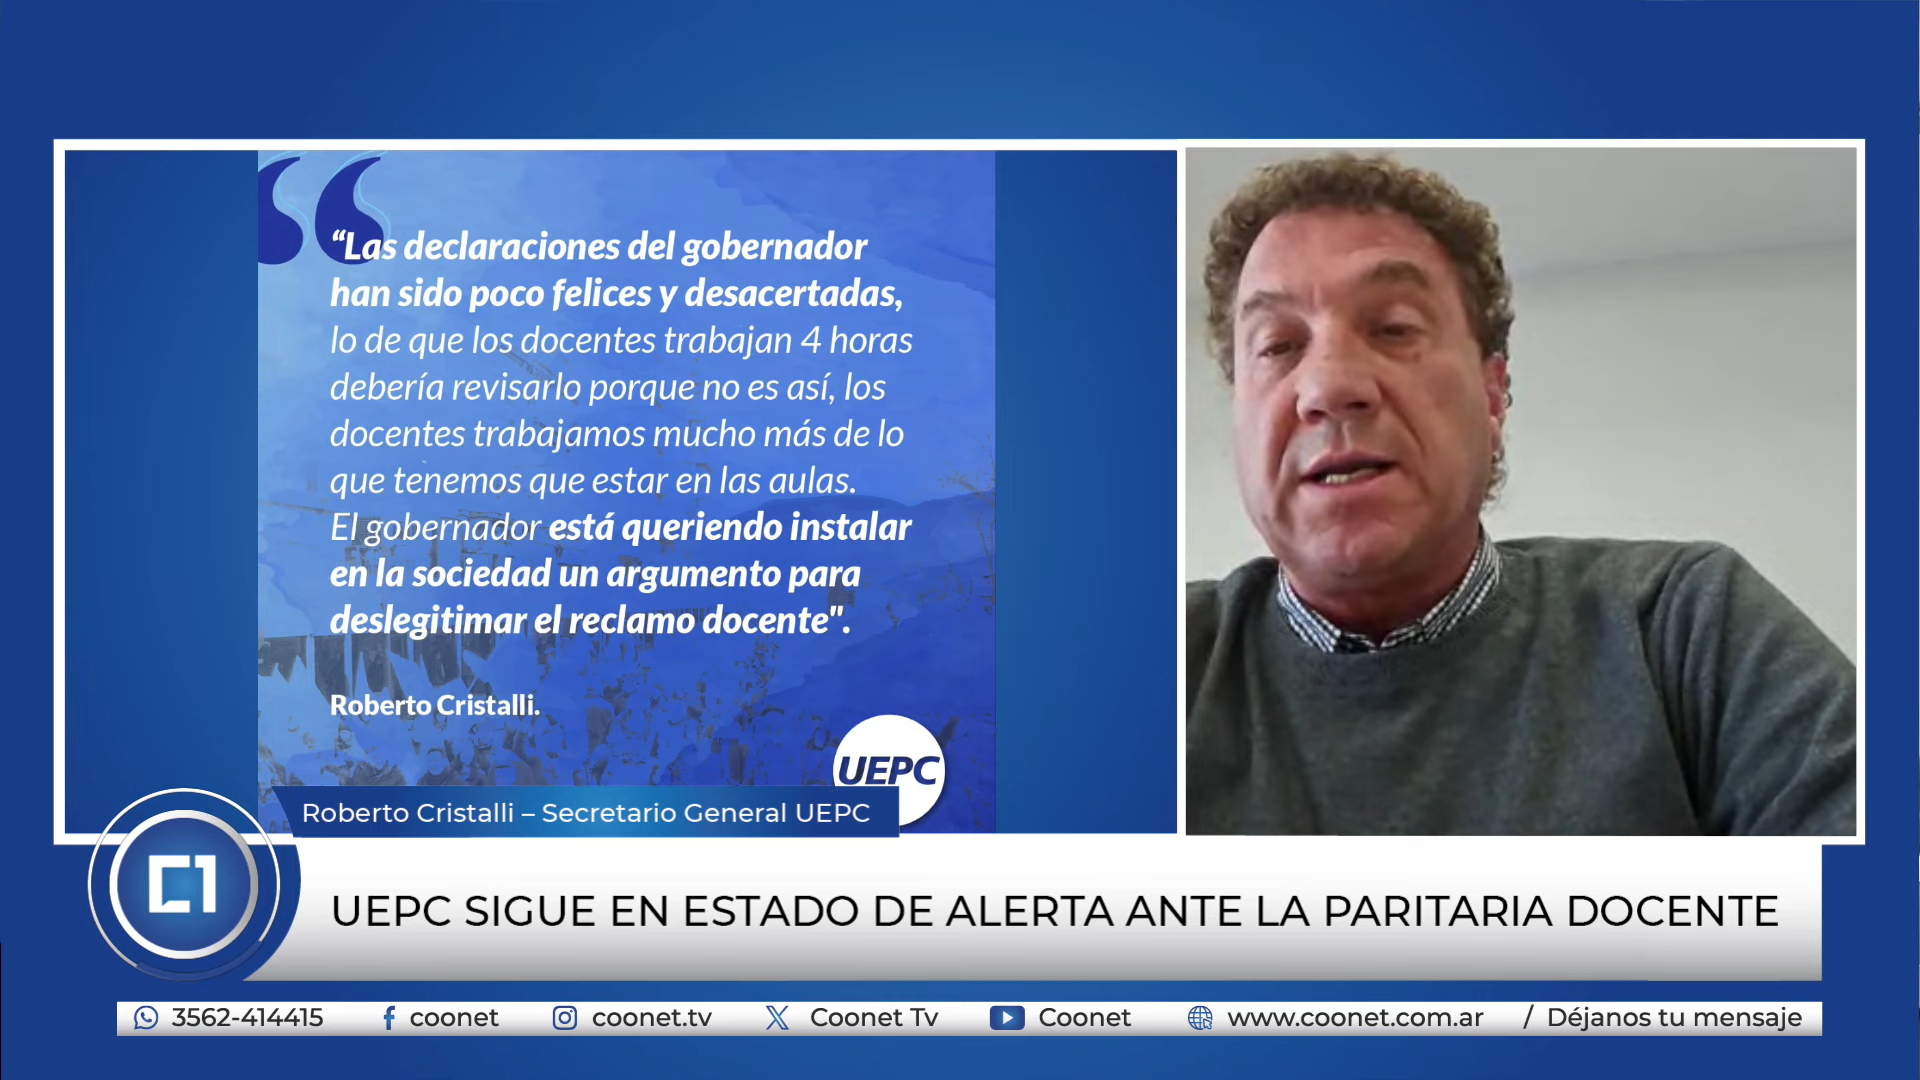 “Las declaraciones del gobernador
han sido poco felices y desacertadas,
lo de que los docentes trabajan 4 horas
debería revisarlo porque no es así, los
docentes trabajamos mucho más de lo
que tenemos que estar en las aulas.
El gobernador está queriendo instalar
en la sociedad un argumento para
deslegitimar el reclamo docente".
Roberto Cristalli.
UEPC
Roberto Cristalli – Secretario General UEPC
C1
UEPC SIGUE EN ESTADO DE ALERTA ANTE LA PARITARIA DOCENTE
3562-414415 coonet coonet.tv Coonet Tv Coonet www.coonet.com.ar / Déjanos tu mensaje